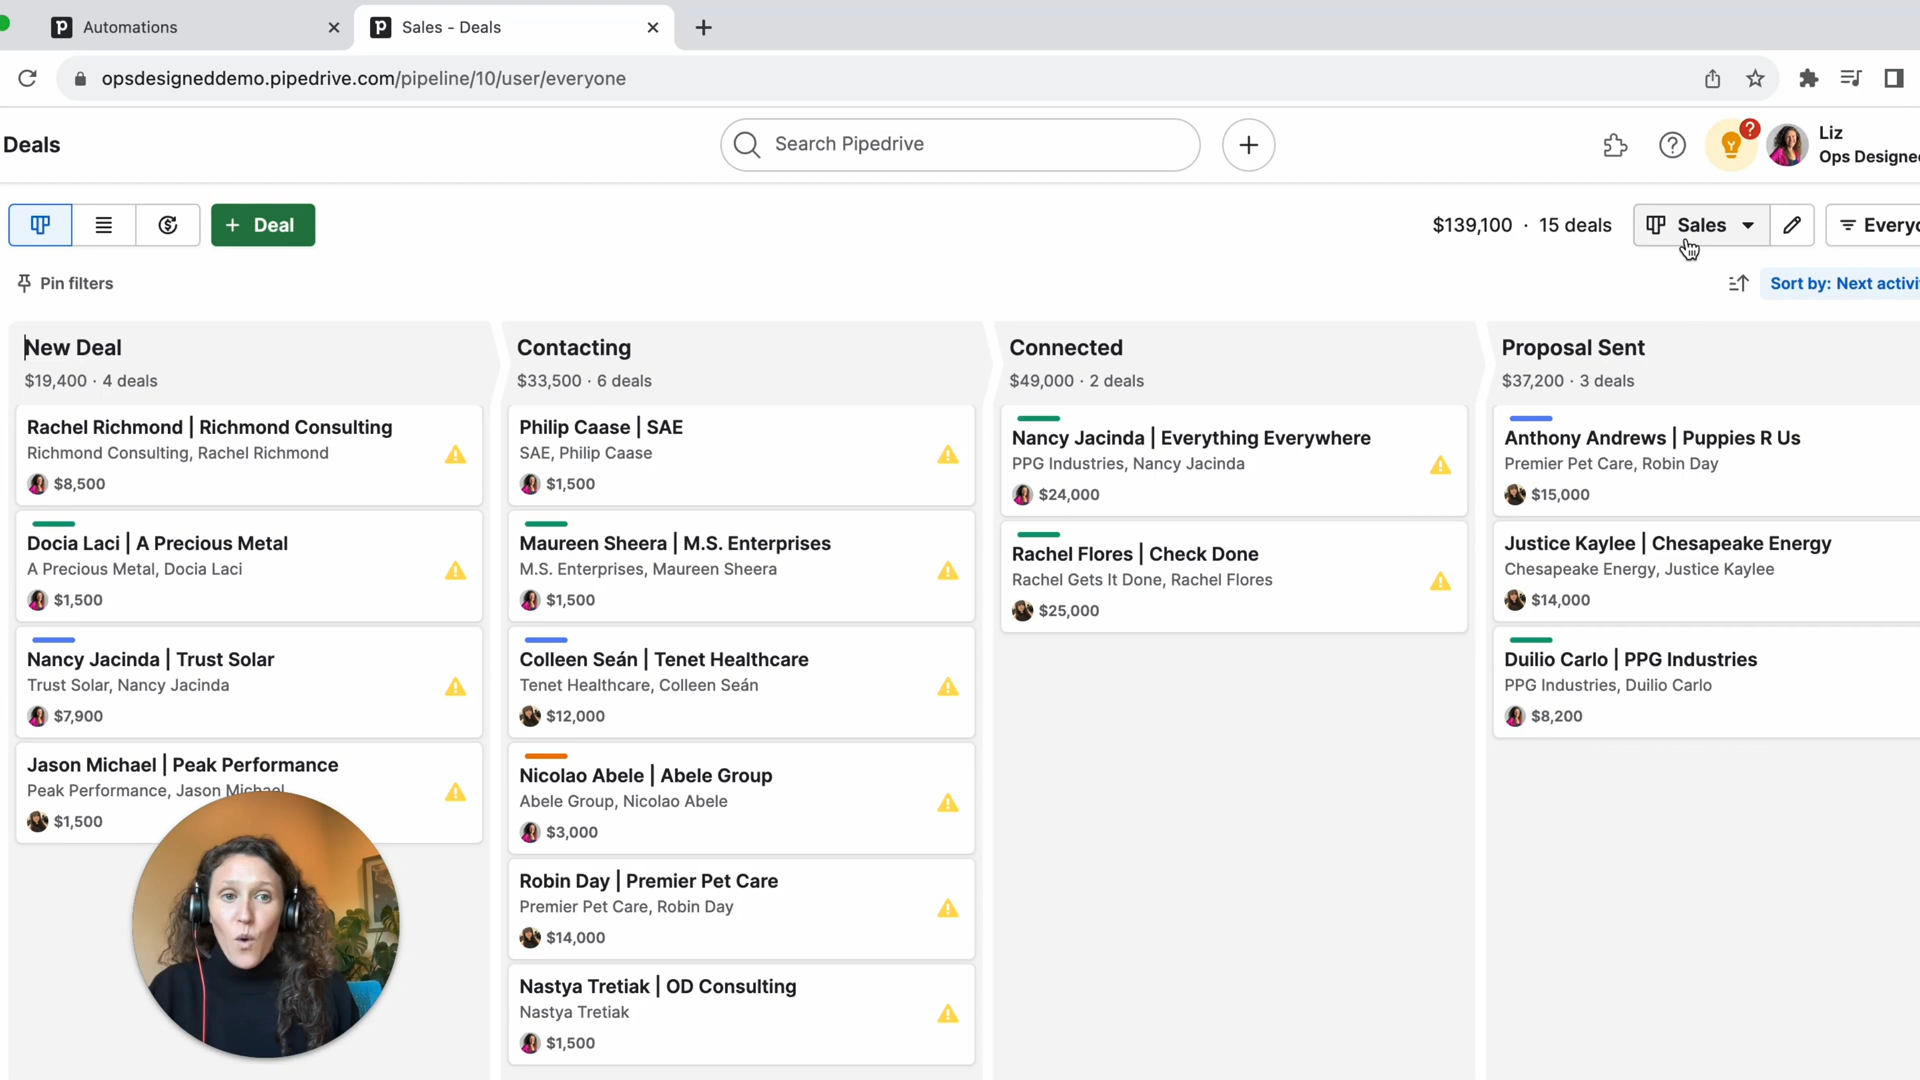 Automations
Sales - Deals
opsdesigneddemo.pipedrive.com/pipeline/10/user/everyone
Deals
Search Pipedrive
?
Liz
Ops Designe
+ Deal
$139,100 · 15 deals
Sales
Every
Pin filters
Sort by: Next activi
New Deal
$19,400 · 4 deals
Rachel Richmond | Richmond Consulting
Richmond Consulting, Rachel Richmond
$8,500
Docia Laci | A Precious Metal
A Precious Metal, Docia Laci
$1,500
Nancy Jacinda | Trust Solar
Trust Solar, Nancy Jacinda
$7,900
Jason Michael | Peak Performance
Peak Performance, Jason Michael
$1,500
Contacting
$33,500 · 6 deals
Philip Caase | SAE
SAE, Philip Caase
$1,500
Maureen Sheera | M.S. Enterprises
M.S. Enterprises, Maureen Sheera
$1,500
Colleen Seán | Tenet Healthcare
Tenet Healthcare, Colleen Seán
$12,000
Nicolao Abele | Abele Group
Abele Group, Nicolao Abele
$3,000
Robin Day | Premier Pet Care
Premier Pet Care, Robin Day
$14,000
Nastya Tretiak | OD Consulting
Nastya Tretiak
$1,500
Connected
$49,000 · 2 deals
Nancy Jacinda | Everything Everywhere
PPG Industries, Nancy Jacinda
$24,000
Rachel Flores | Check Done
Rachel Gets It Done, Rachel Flores
$25,000
Proposal Sent
$37,200 · 3 deals
Anthony Andrews | Puppies R Us
Premier Pet Care, Robin Day
$15,000
Justice Kaylee | Chesapeake Energy
Chesapeake Energy, Justice Kaylee
$14,000
Duilio Carlo | PPG Industries
PPG Industries, Duilio Carlo
$8,200